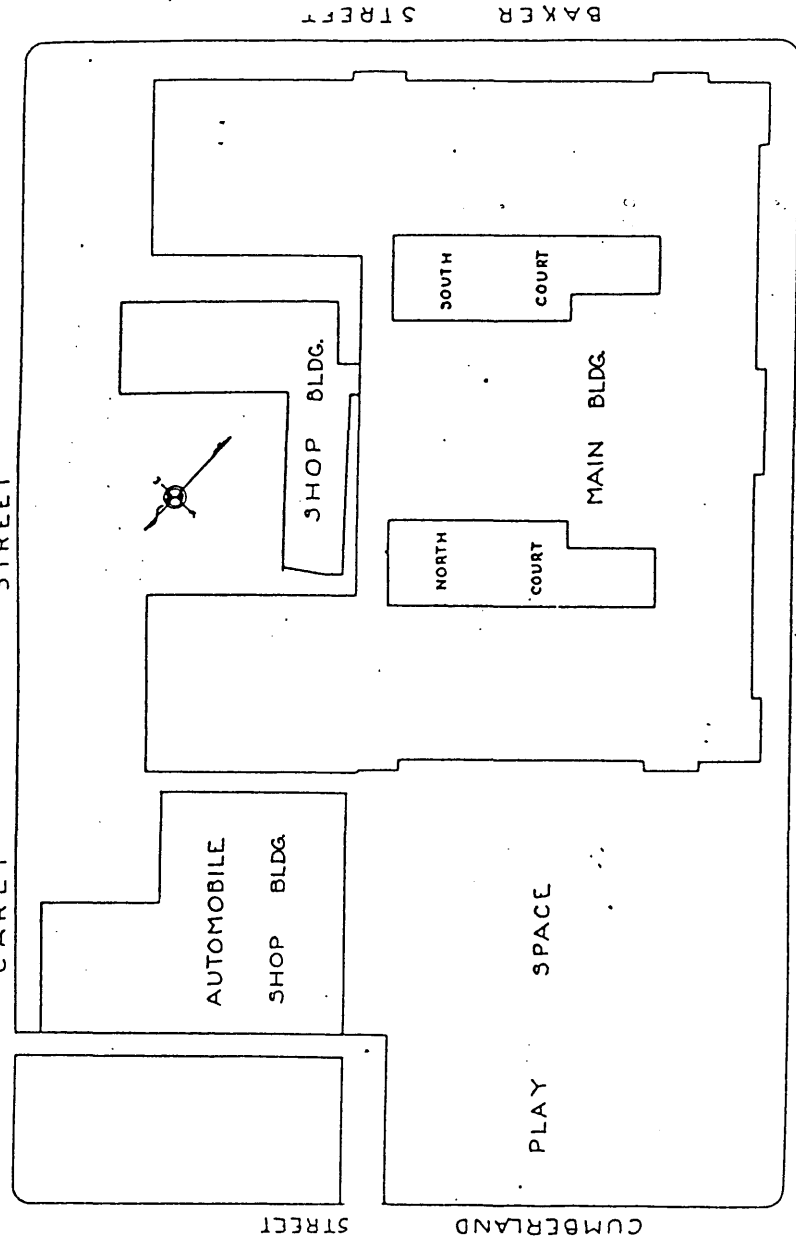 BAKER STREET
CAREY STREET
SOUTH
COURT
SHOP BLDG.
MAIN BLDG.
NORTH
COURT
AUTOMOBILE
SHOP BLDG.
PLAY SPACE
CUMBERLAND STREET